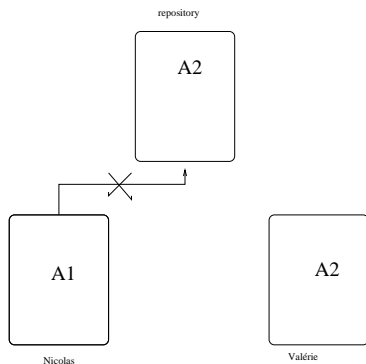 repository
A2
A1
A2
Nicolas
Valérie